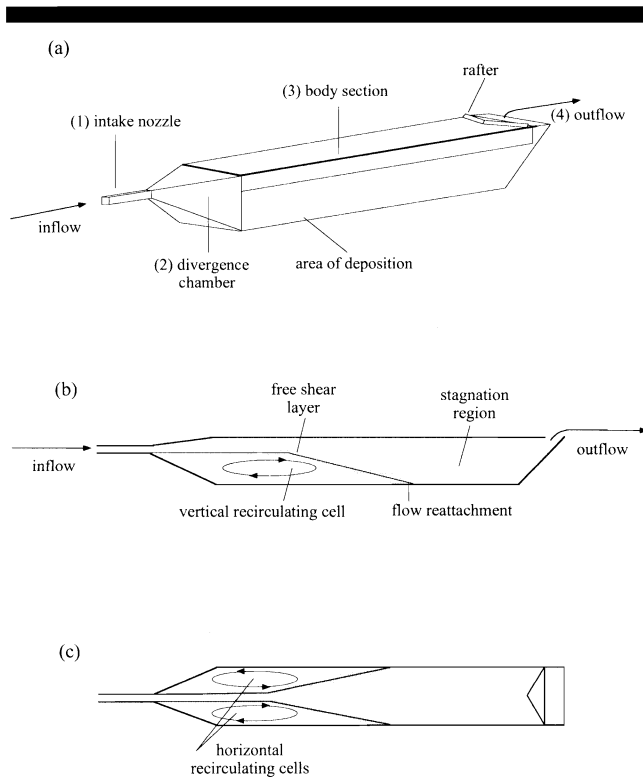 (a)
rafter
(3) body section
(4) outflow
(1) intake nozzle
inflow
(2) divergence
chamber
area of deposition
(b)
free shear
layer
stagnation
region
inflow
outflow
vertical recirculating cell
flow reattachment
(c)
horizontal
recirculating cells